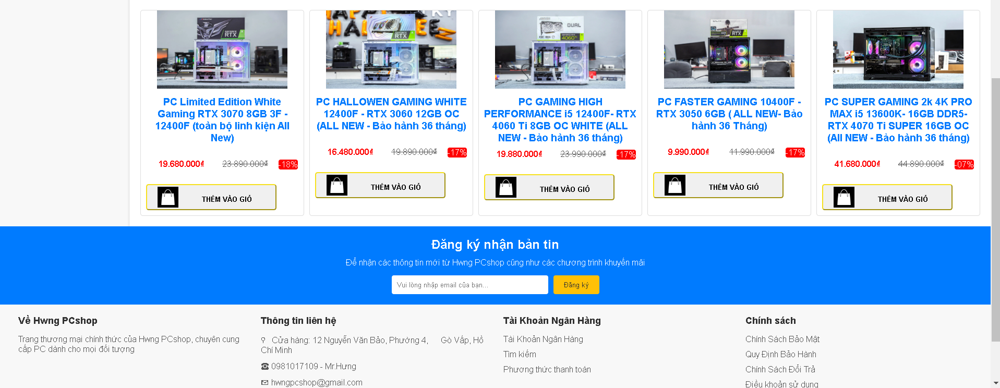 PC Limited Edition White
Gaming RTX 3070 8GB 3F -
12400F (toàn bộ linh kiện All
New)
19.680.000₫ 23.890.000₫ -18%
THÊM VÀO GIỎ
PC HALLOWEN GAMING WHITE
12400F - RTX 3060 12GB OC
(ALL NEW - Bảo hành 36 tháng)
16.480.000₫ 19.890.000₫ -17%
THÊM VÀO GIỎ
DUAL
4060 Ti
PC GAMING HIGH
PERFORMANCE i5 12400F- RTX
4060 Ti 8GB OC WHITE (ALL
NEW - Bảo hành 36 tháng)
19.880.000₫ 23.990.000₫ -17%
THÊM VÀO GIỎ
PC FASTER GAMING 10400F -
RTX 3050 6GB ( ALL NEW- Bảo
hành 36 Tháng)
9.990.000₫ 11.990.000₫ -17%
THÊM VÀO GIỎ
PC SUPER GAMING 2k 4K PRO
MAX i5 13600K- 16GB DDR5-
RTX 4070 Ti SUPER 16GB OC
(All NEW - Bảo hành 36 tháng)
41.680.000₫ 44.890.000₫ -07%
THÊM VÀO GIỎ
Đăng ký nhận bản tin
Để nhận các thông tin mới từ Hwng PCshop cũng như các chương trình khuyến mãi
Vui lòng nhập email của bạn... Đăng ký
Về Hwng PCshop
Trang thương mại chính thức của Hwng PCshop, chuyên cung
cấp PC dành cho mọi đối tượng
Thông tin liên hệ
Cửa hàng: 12 Nguyễn Văn Bảo, Phường 4, Gò Vấp, Hồ
Chí Minh
0981017109 - Mr.Hưng
hwngpcshop@gmail.com
Tài Khoản Ngân Hàng
Tài Khoản Ngân Hàng
Tìm kiếm
Phương thức thanh toán
Chính sách
Chính Sách Bảo Mật
Quy Định Bảo Hành
Chính Sách Đổi Trả
Điều khoản sử dụng